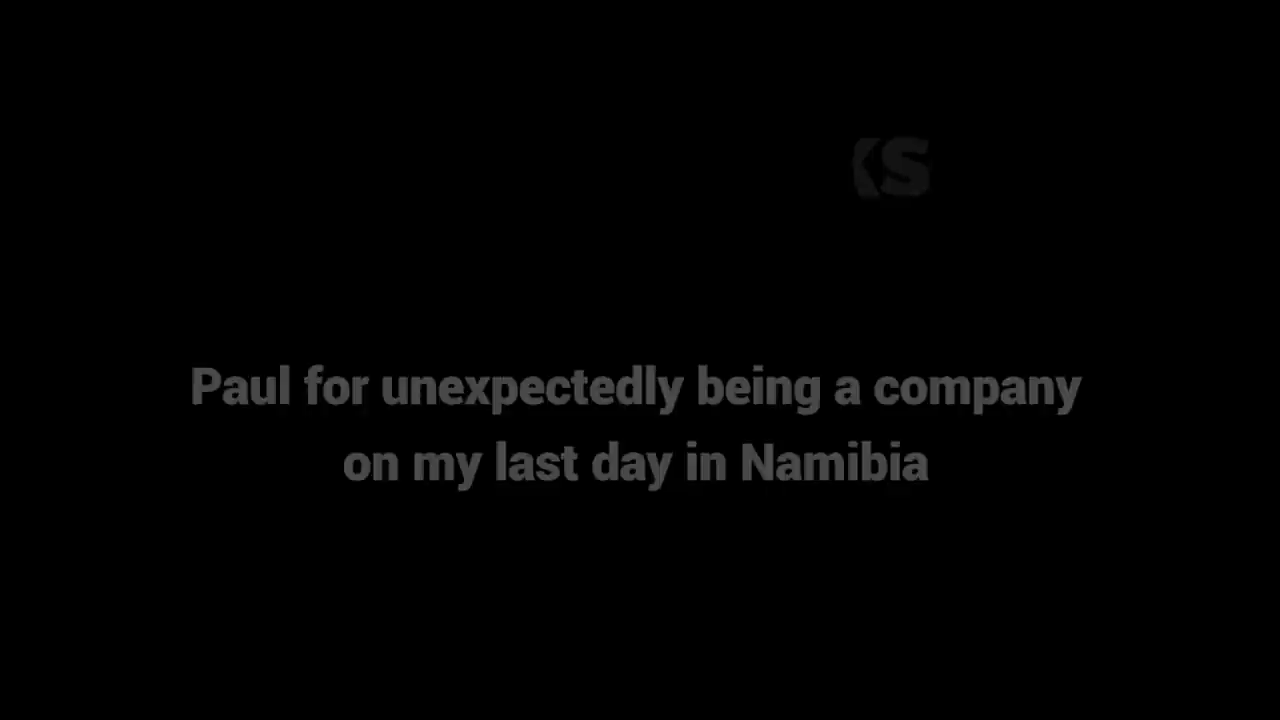 Paul for unexpectedly being a company
on my last day in Namibia